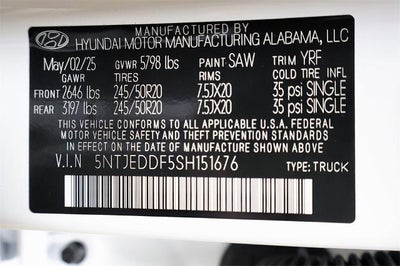 MANUFACTURED BY
HYUNDAI MOTOR MANUFACTURING ALABAMA, LLC
May/02/25 GVWR 5798 lbs PAINT SAW TRIM YRF
GAWR TIRES RIMS COLD TIRE INFL
FRONT 2646 lbs 245/50R20 7.5JX20 35 psi SINGLE
REAR 3197 lbs 245/50R20 7.5JX20 35 psi SINGLE
THIS VEHICLE CONFORMS TO ALL APPLICABLE U.S.A. FEDERAL
MOTOR VEHICLE SAFETY AND THEFT PREVENTION STANDARDS
IN EFFECT ON THE DATE OF MANUFACTURE SHOWN ABOVE.
V.I.N 5NTJEDDF5SH151676 TYPE: TRUCK